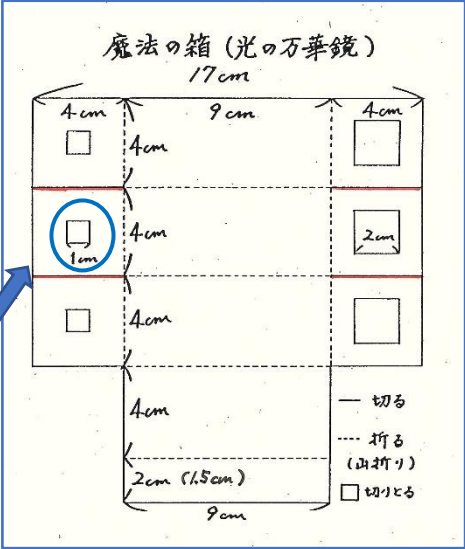 魔法の箱(光の万華鏡)
17cm
4cm
9cm
4cm
4cm
4cm
1cm
2cm
4cm
4cm
切る
折る
(山折り)
2cm (1.5cm)
切りとる
9cm